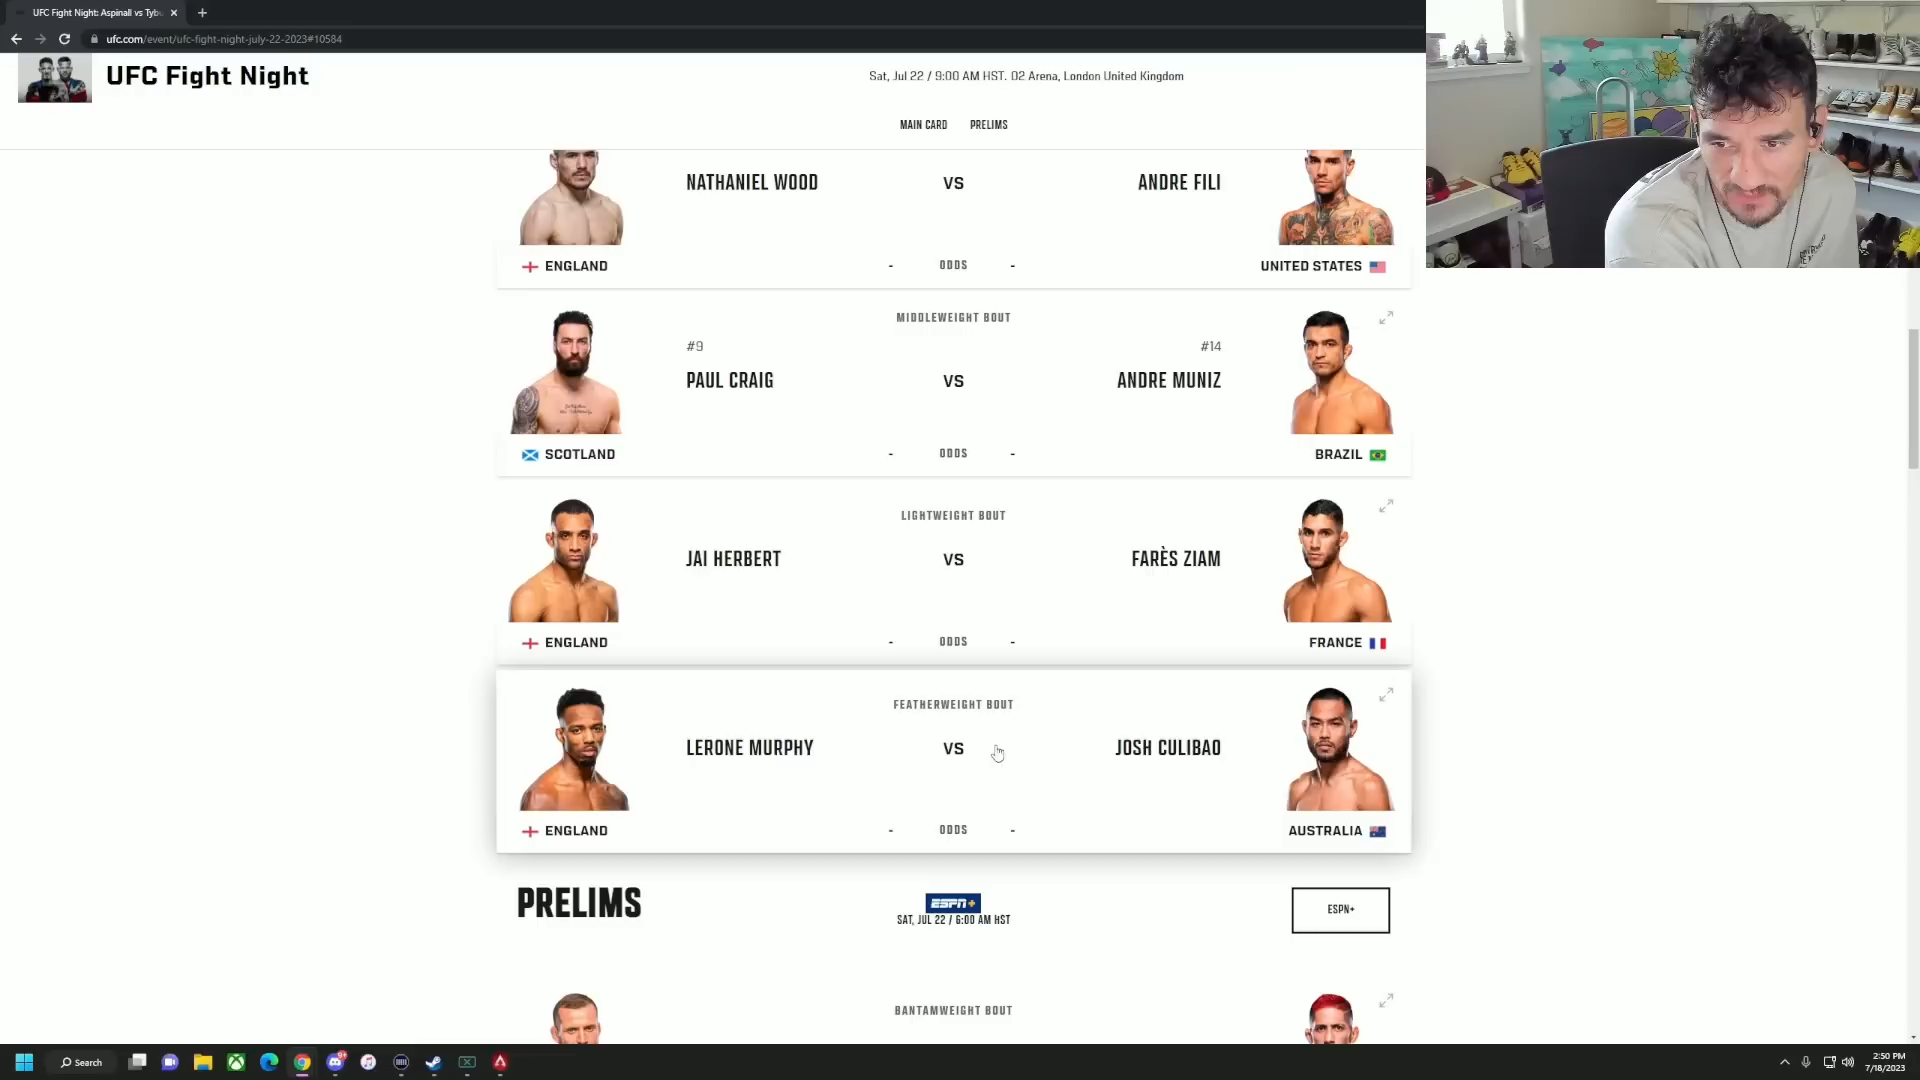 UFC Fight Night: Aspinall vs Tybu
ufc.com/event/ufc-fight-night-july-22-2023#10584
UFC Fight Night
Sat, Jul 22 / 9:00 AM HST. O2 Arena, London United Kingdom
MAIN CARD PRELIMS
NATHANIEL WOOD VS ANDRE FILI
ENGLAND - ODDS - UNITED STATES
MIDDLEWEIGHT BOUT
#9 #14
PAUL CRAIG VS ANDRE MUNIZ
SCOTLAND - ODDS - BRAZIL
LIGHTWEIGHT BOUT
JAI HERBERT VS FARÈS ZIAM
ENGLAND - ODDS - FRANCE
FEATHERWEIGHT BOUT
LERONE MURPHY VS JOSH CULIBAO
ENGLAND - ODDS - AUSTRALIA
PRELIMS ESPN+ ESPN+
SAT, JUL 22 / 6:00 AM HST
BANTAMWEIGHT BOUT
Search
2:50 PM
7/18/2023